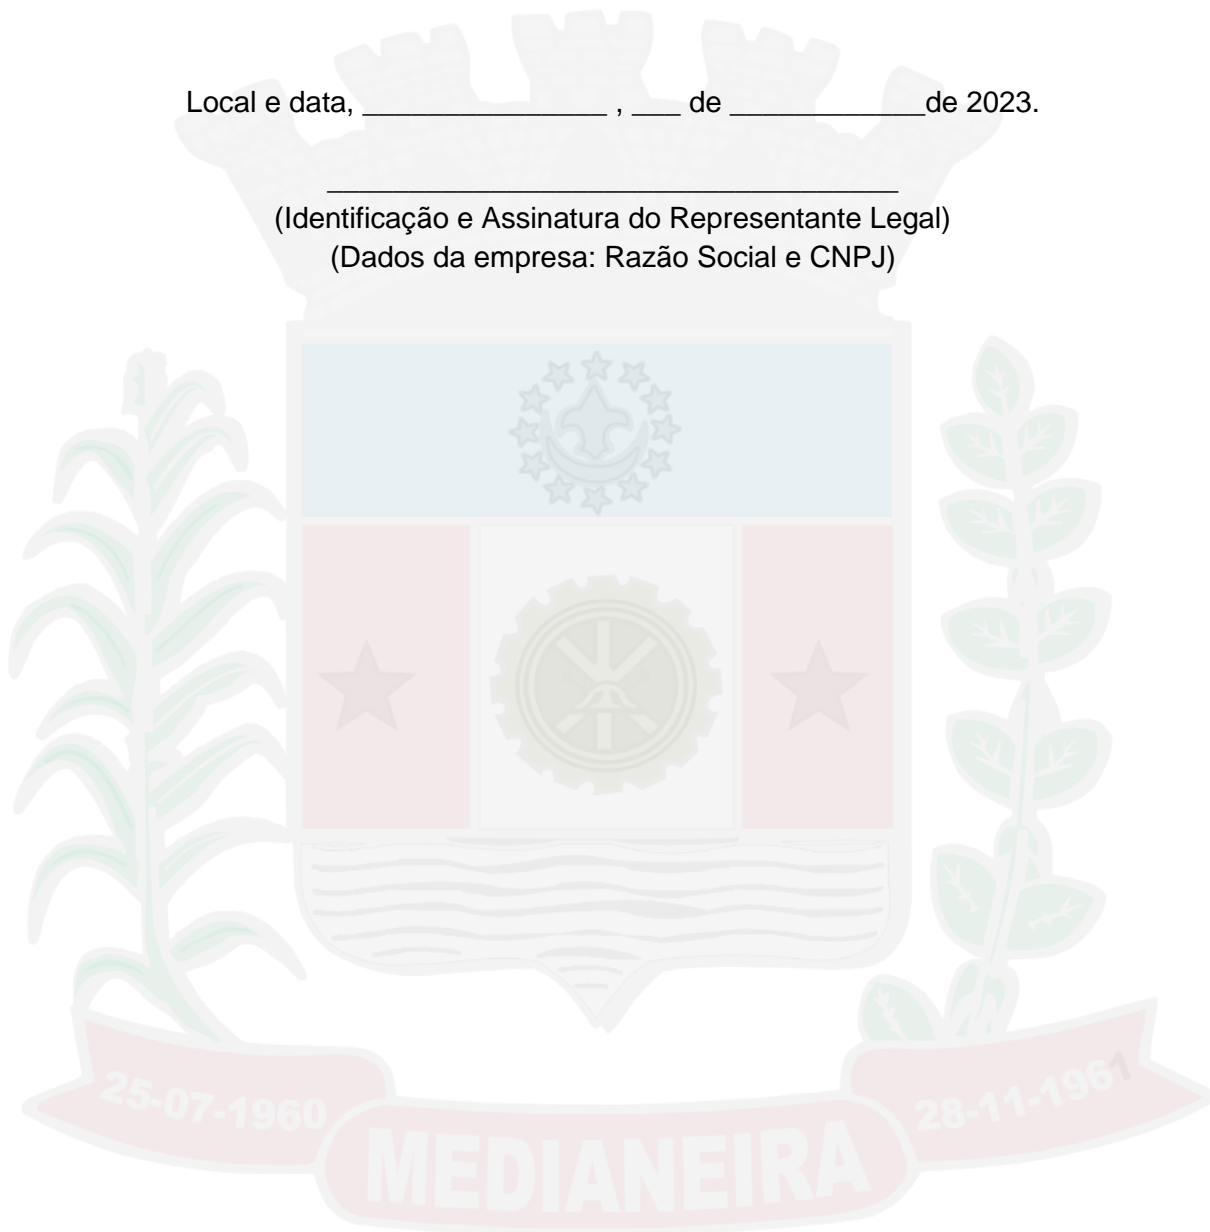 Local e data, _______________ , ___ de ____________de 2023.
___________________________________
(Identificação e Assinatura do Representante Legal)
(Dados da empresa: Razão Social e CNPJ)
25-07-1960
28-11-1961
MEDIANEIRA